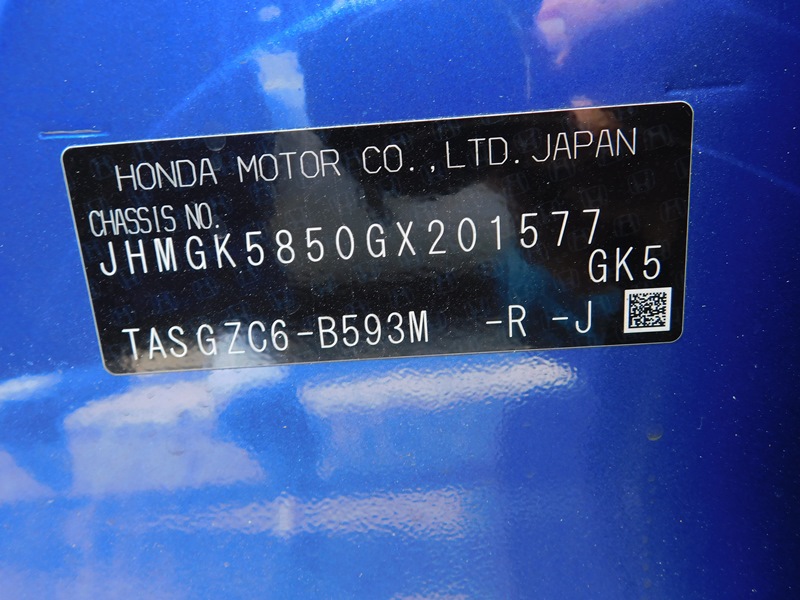 HONDA MOTOR CO.,LTD. JAPAN
CHASSIS NO.
JHMGK5850GX201577
GK5
TASGZC6-B593M -R -J